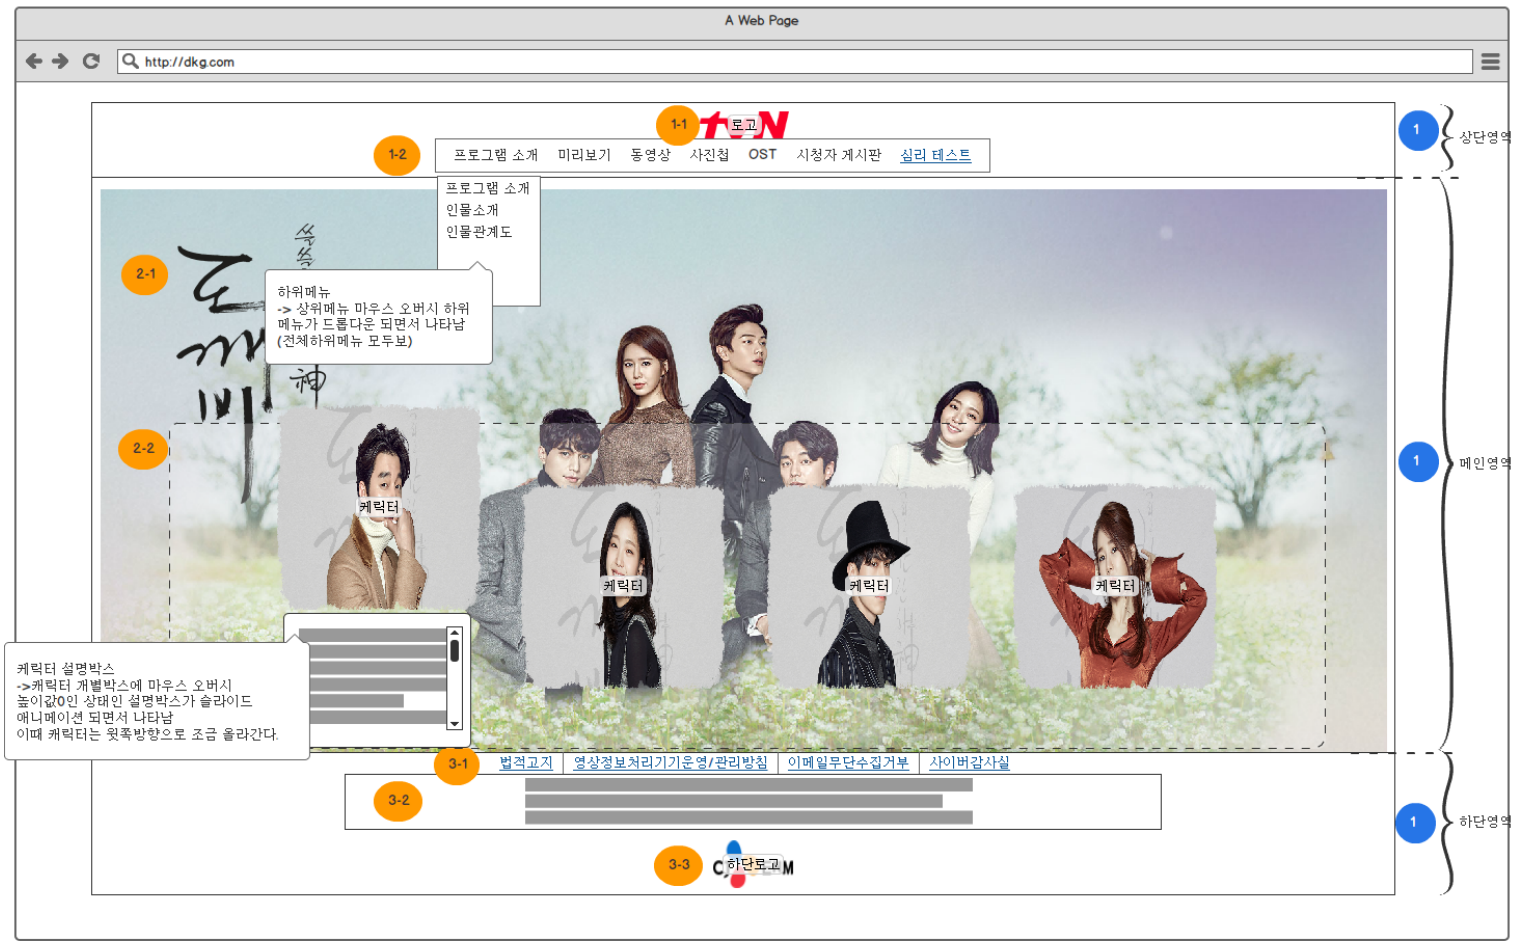 A Web Page
http://dkg.com
1-1
tvN
로고
1
상단영역
1-2
프로그램 소개 미리보기 동영상 사진첩 OST 시청자 게시판 심리 테스트
프로그램 소개
인물소개
인물관계도
2-1
도깨비
쓸쓸
神
하위메뉴
-> 상위메뉴 마우스 오버시 하위
메뉴가 드롭다운 되면서 나타남
(전체하위메뉴 모두보)
2-2
1
메인영역
케릭터
케릭터
케릭터
케릭터
케릭터 설명박스
->캐릭터 개별박스에 마우스 오버시
높이값0인 상태인 설명박스가 슬라이드
애니메이션 되면서 나타남
이때 캐릭터는 윗쪽방향으로 조금 올라간다.
3-1
법적고지 영상정보처리기기운영/관리방침 이메일무단수집거부 사이버감사실
3-2
1
하단영역
3-3
하단로고